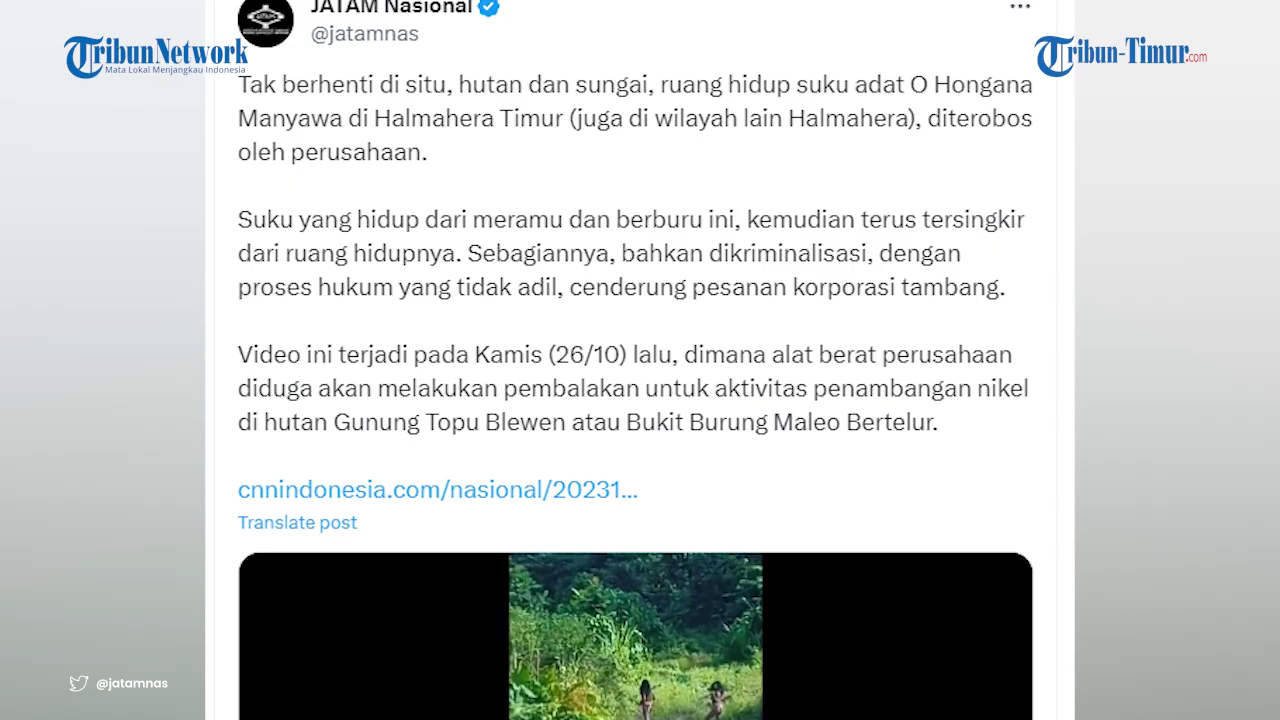 JATAM Nasional
@jatamnas
TribunNetwork
Mata Lokal Menjangkau Indonesia
Tribun-Timur.com
Tak berhenti di situ, hutan dan sungai, ruang hidup suku adat O Hongana
Manyawa di Halmahera Timur (juga di wilayah lain Halmahera), diterobos
oleh perusahaan.
Suku yang hidup dari meramu dan berburu ini, kemudian terus tersingkir
dari ruang hidupnya. Sebagiannya, bahkan dikriminalisasi, dengan
proses hukum yang tidak adil, cenderung pesanan korporasi tambang.
Video ini terjadi pada Kamis (26/10) lalu, dimana alat berat perusahaan
diduga akan melakukan pembalakan untuk aktivitas penambangan nikel
di hutan Gunung Topu Blewen atau Bukit Burung Maleo Bertelur.
cnnindonesia.com/nasional/20231...
Translate post
@jatamnas